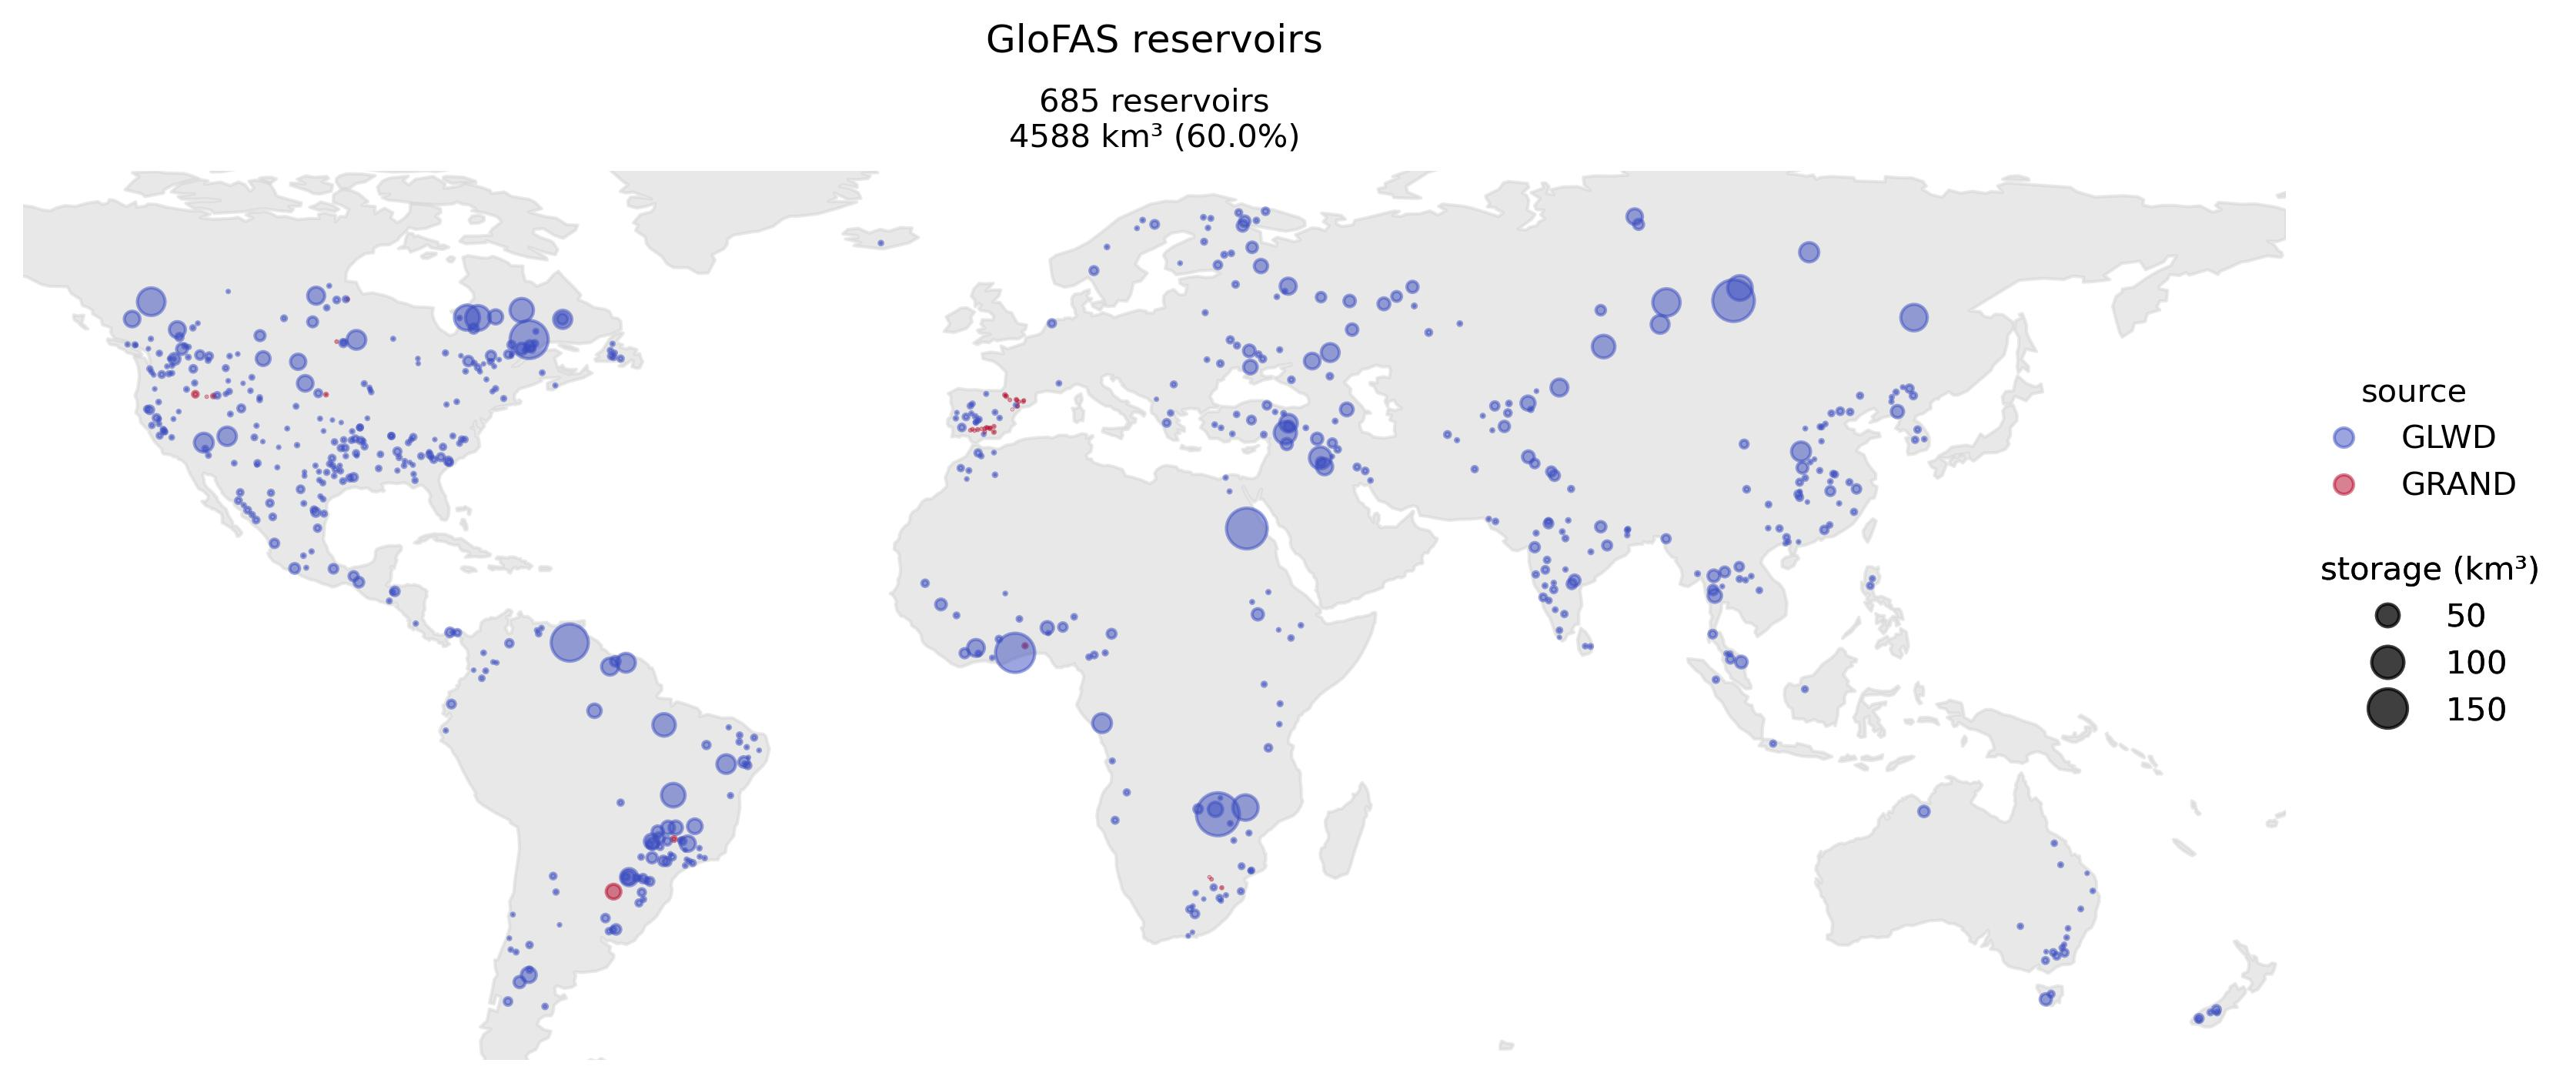 GloFAS reservoirs
685 reservoirs
4588 km³ (60.0%)
source
GLWD
GRAND
storage (km³)
50
100
150